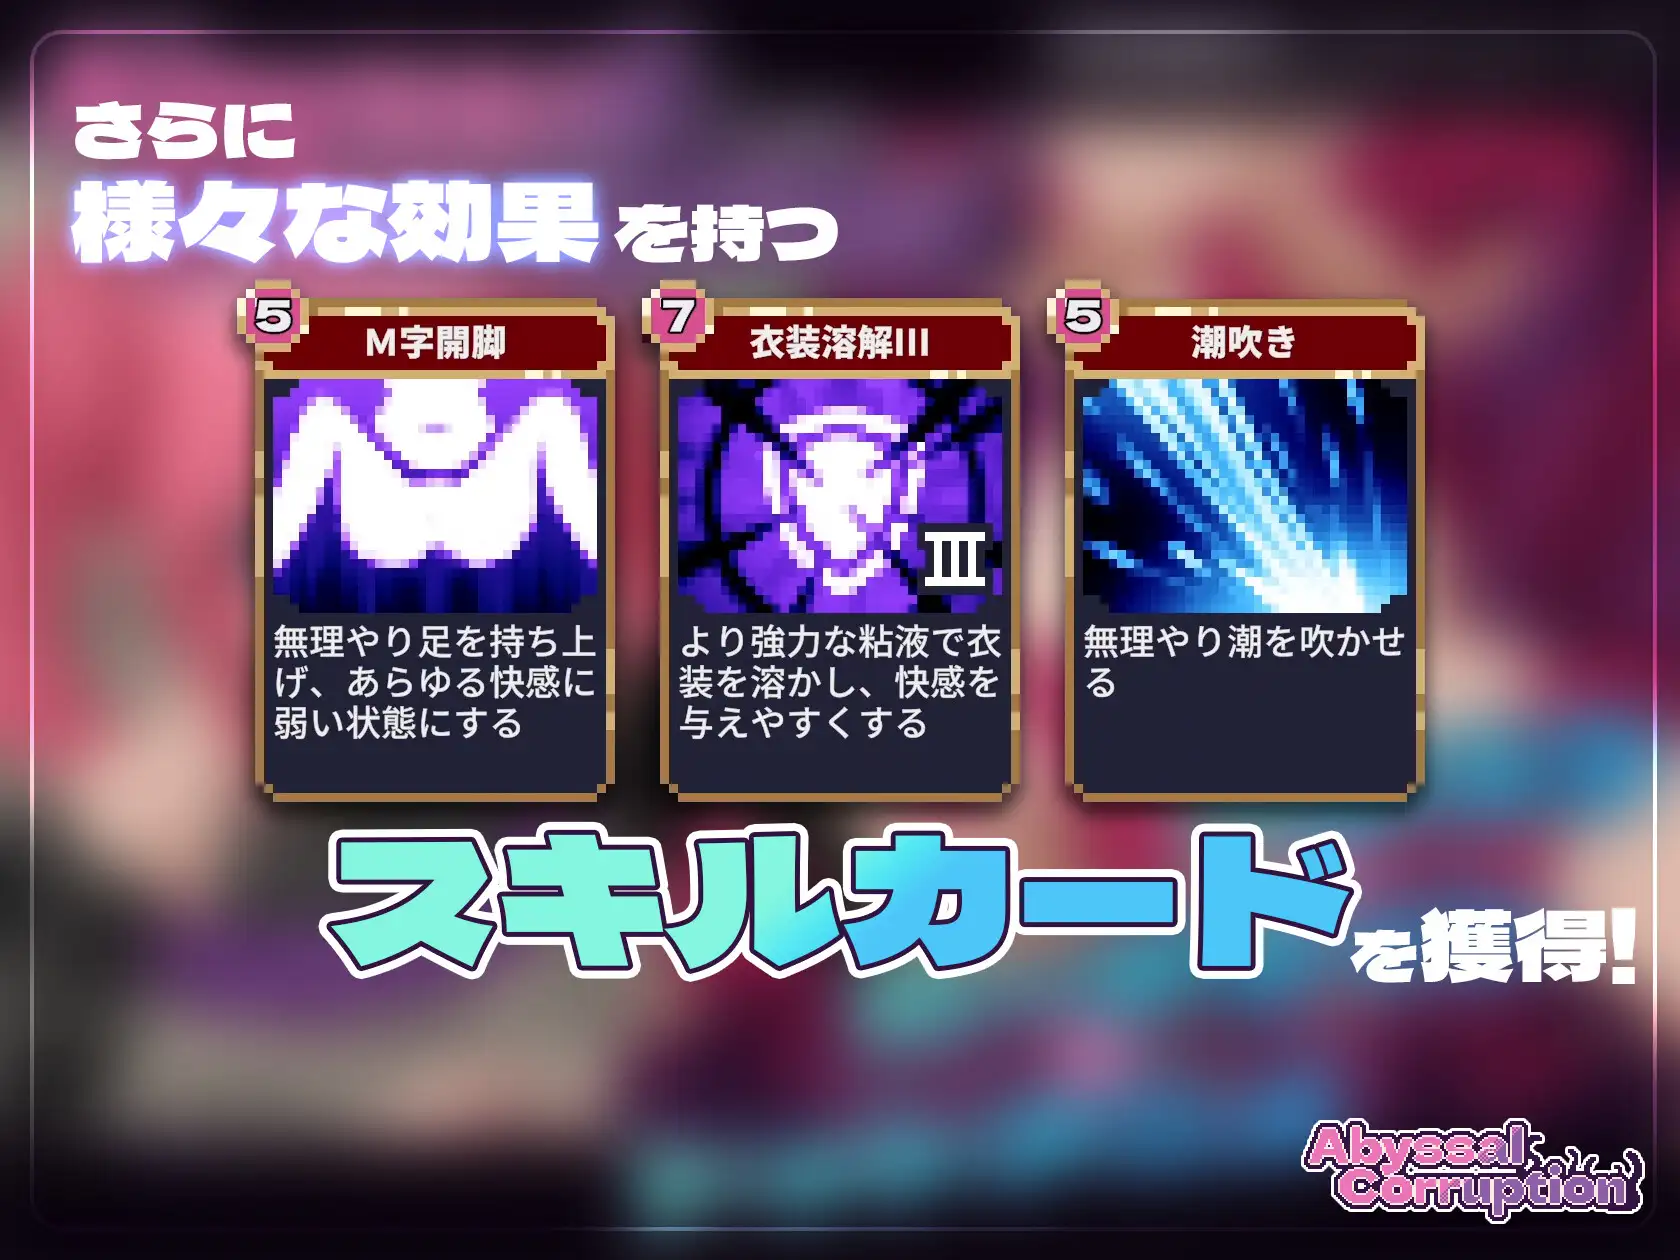 さらに
様々な効果を持つ
5
M字開脚
無理やり足を持ち上
げ、あらゆる快感に
弱い状態にする
7
衣装溶解III
III
より強力な粘液で衣
装を溶かし、快感を
与えやすくする
5
潮吹き
無理やり潮を吹かせ
る
スキルカードを獲得!
Abyssal
Corruption